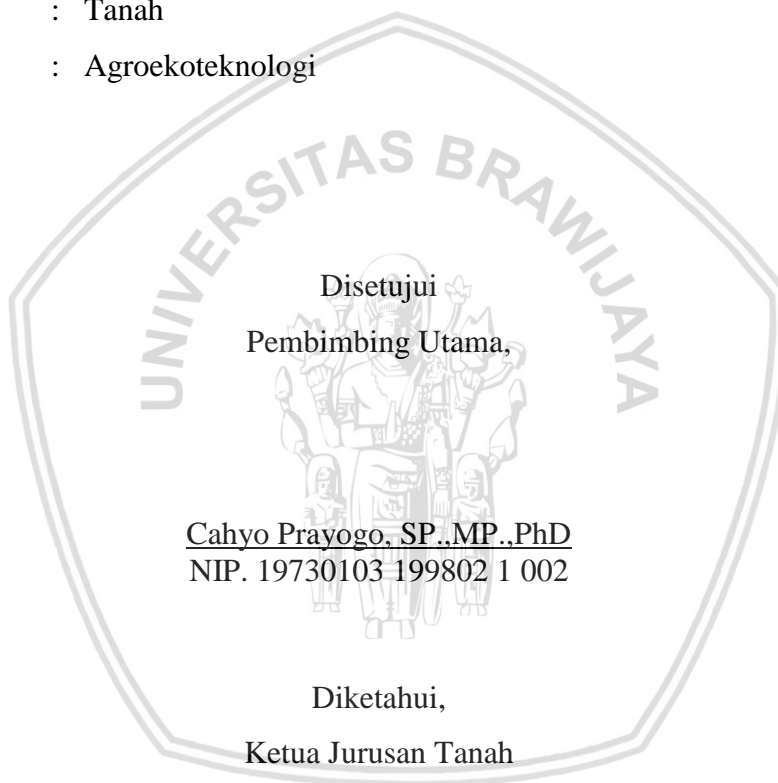 : Tanah
: Agroekoteknologi
UNIVERSITAS BRAWIJAYA
Disetujui
Pembimbing Utama,
Cahyo Prayogo, SP.,MP.,PhD
NIP. 19730103 199802 1 002
Diketahui,
Ketua Jurusan Tanah